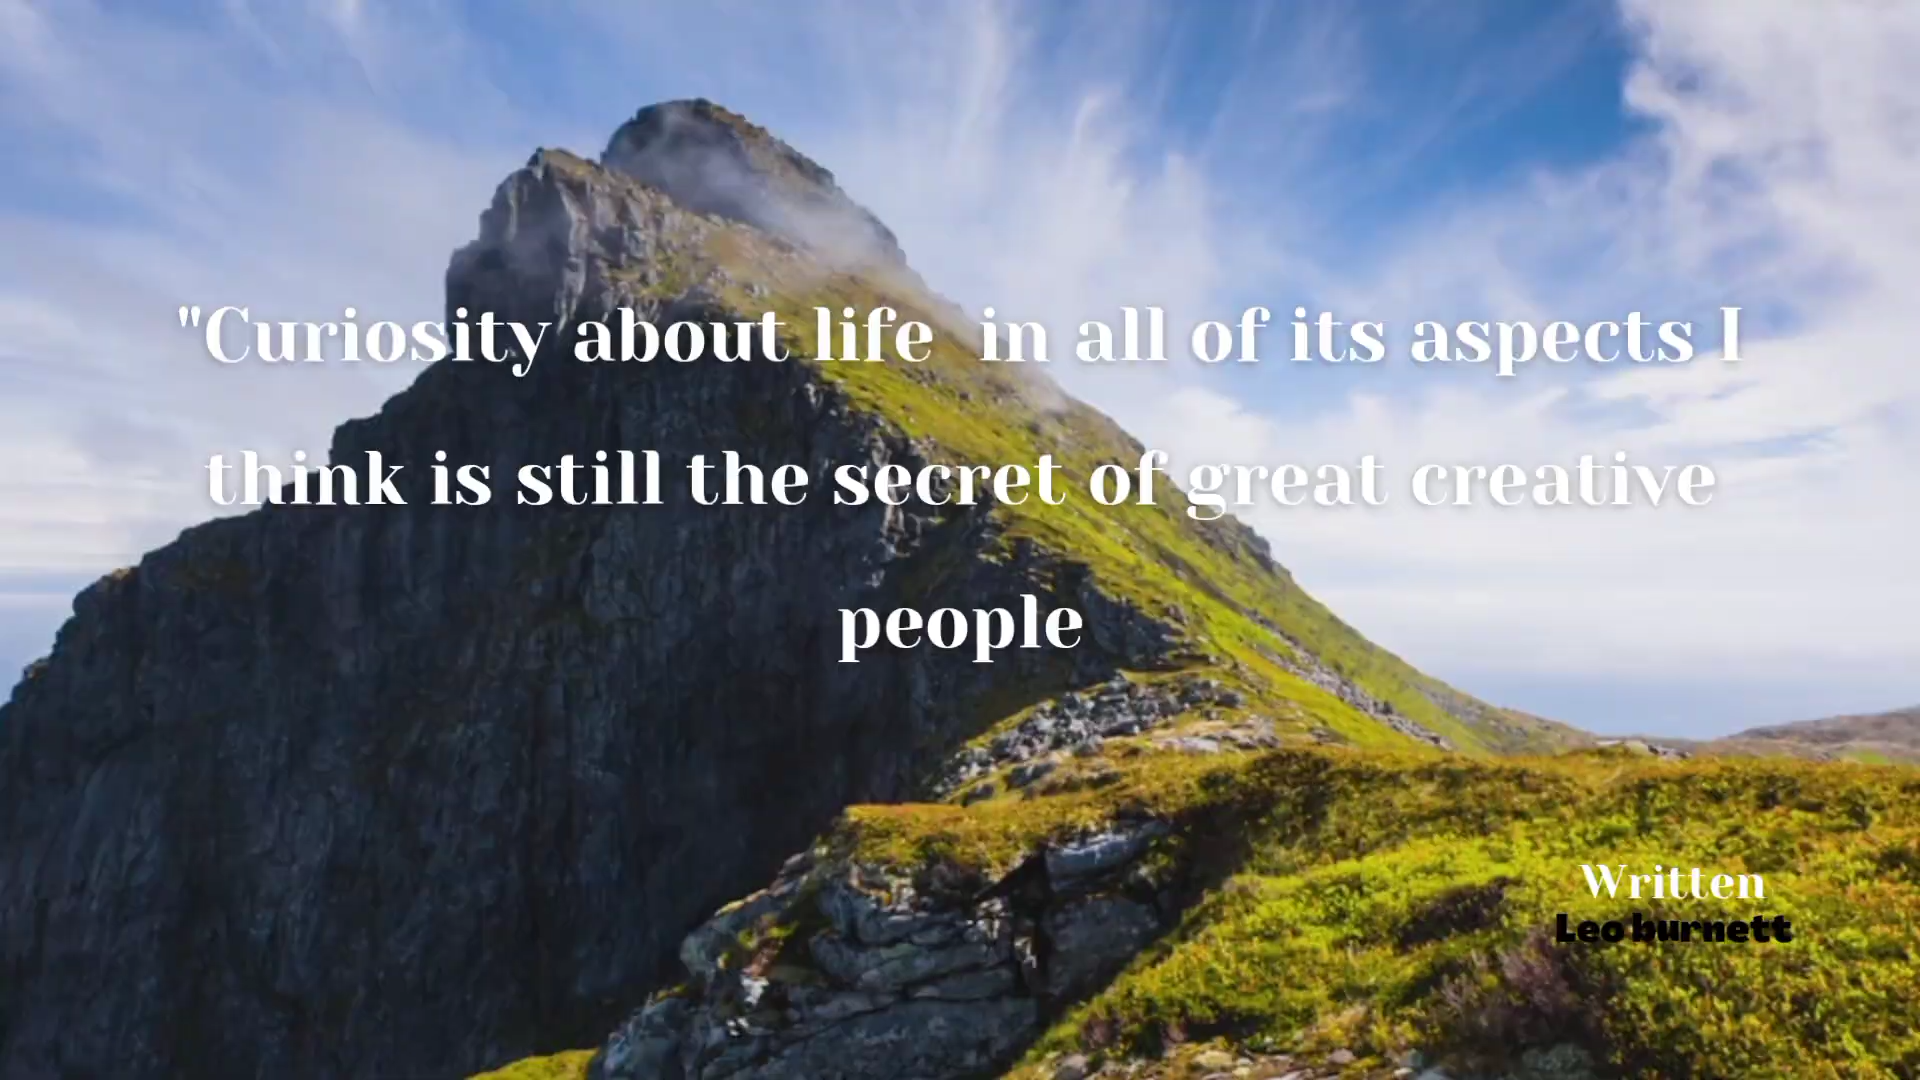 "Curiosity about life  in all of its aspects I
think is still the secret of great creative
people
Written
Leo burnett